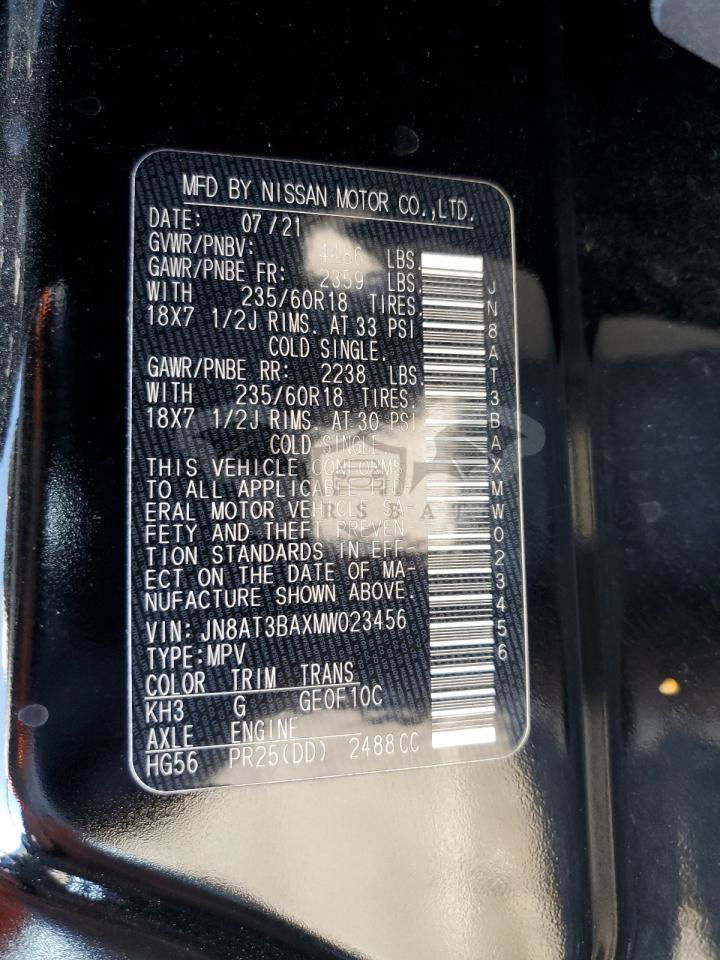 MFD BY NISSAN MOTOR CO.,LTD.
DATE: 07/21
GVWR/PNBV: 4486 LBS.
GAWR/PNBE FR: 2359 LBS.
WITH 235/60R18 TIRES.
18X7 1/2J RIMS. AT 33 PSI
COLD SINGLE.
GAWR/PNBE RR: 2238 LBS.
WITH 235/60R18 TIRES.
18X7 1/2J RIMS. AT 30 PSI
COLD SINGLE
THIS VEHICLE CONFORMS
TO ALL APPLICABLE FED-
ERAL MOTOR VEHICLE SA-
FETY AND THEFT PREVEN
TION STANDARDS IN EFF-
ECT ON THE DATE OF MA-
NUFACTURE SHOWN ABOVE.
VIN: JN8AT3BAXMW023456
TYPE:MPV
COLOR TRIM TRANS
KH3 G GE0F10C
AXLE ENGINE
HG56 PR25(DD) 2488CC
JN8AT3BAXMW023456